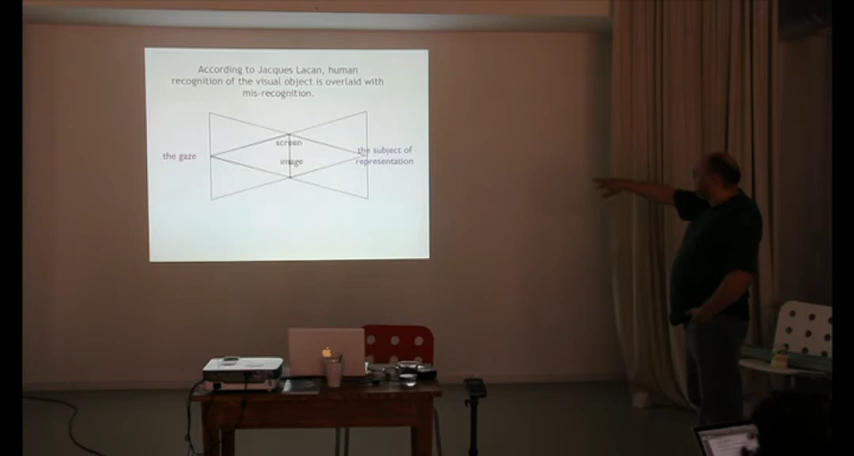 According to Jacques Lacan, human
recognition of the visual object is overlaid with
mis-recognition.
screen
the gaze
image
the subject of
representation